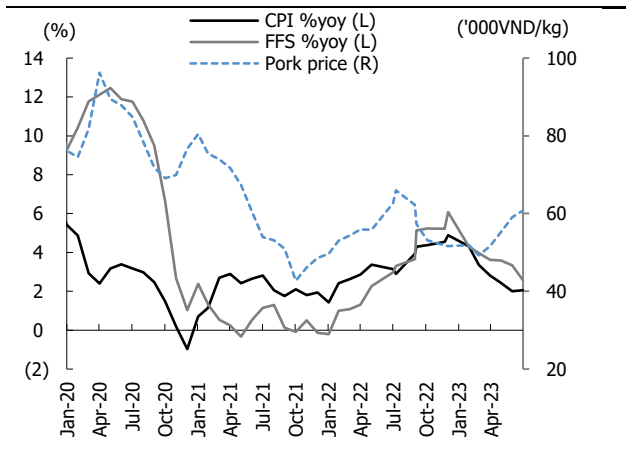 CPI %yoy (L)
(%)
('000VND/kg)
FFS %yoy (L)
Pork price (R)
14
100
12
10
80
8
6
60
4
2
40
0
(2)
20
Jan-20
Apr-20
Jul-20
Oct-20
Jan-21
Apr-21
Jul-21
Oct-21
Jan-22
Apr-22
Jul-22
Oct-22
Jan-23
Apr-23